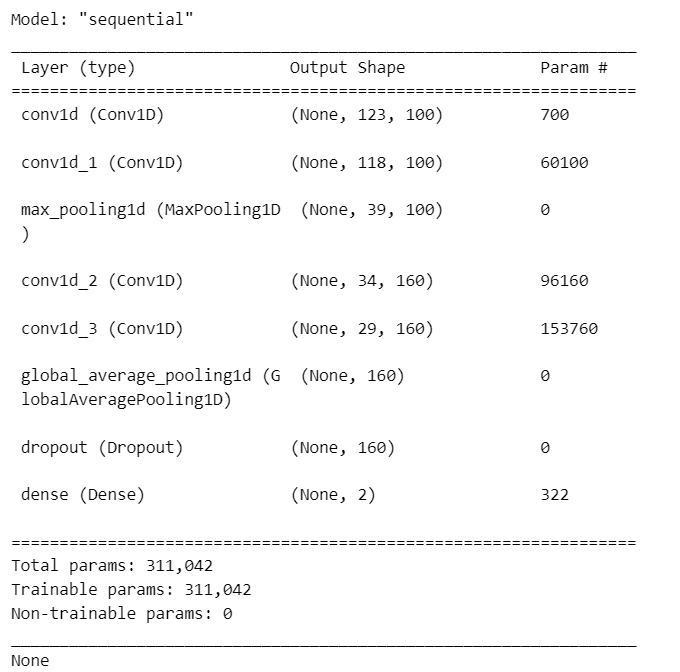 Model: "sequential"
_________________________________________________________________
Layer (type) Output Shape Param #
=================================================================
conv1d (Conv1D) (None, 123, 100) 700
conv1d_1 (Conv1D) (None, 118, 100) 60100
max_pooling1d (MaxPooling1D (None, 39, 100) 0
)
conv1d_2 (Conv1D) (None, 34, 160) 96160
conv1d_3 (Conv1D) (None, 29, 160) 153760
global_average_pooling1d (G (None, 160) 0
lobalAveragePooling1D)
dropout (Dropout) (None, 160) 0
dense (Dense) (None, 2) 322
=================================================================
Total params: 311,042
Trainable params: 311,042
Non-trainable params: 0
_________________________________________________________________
None